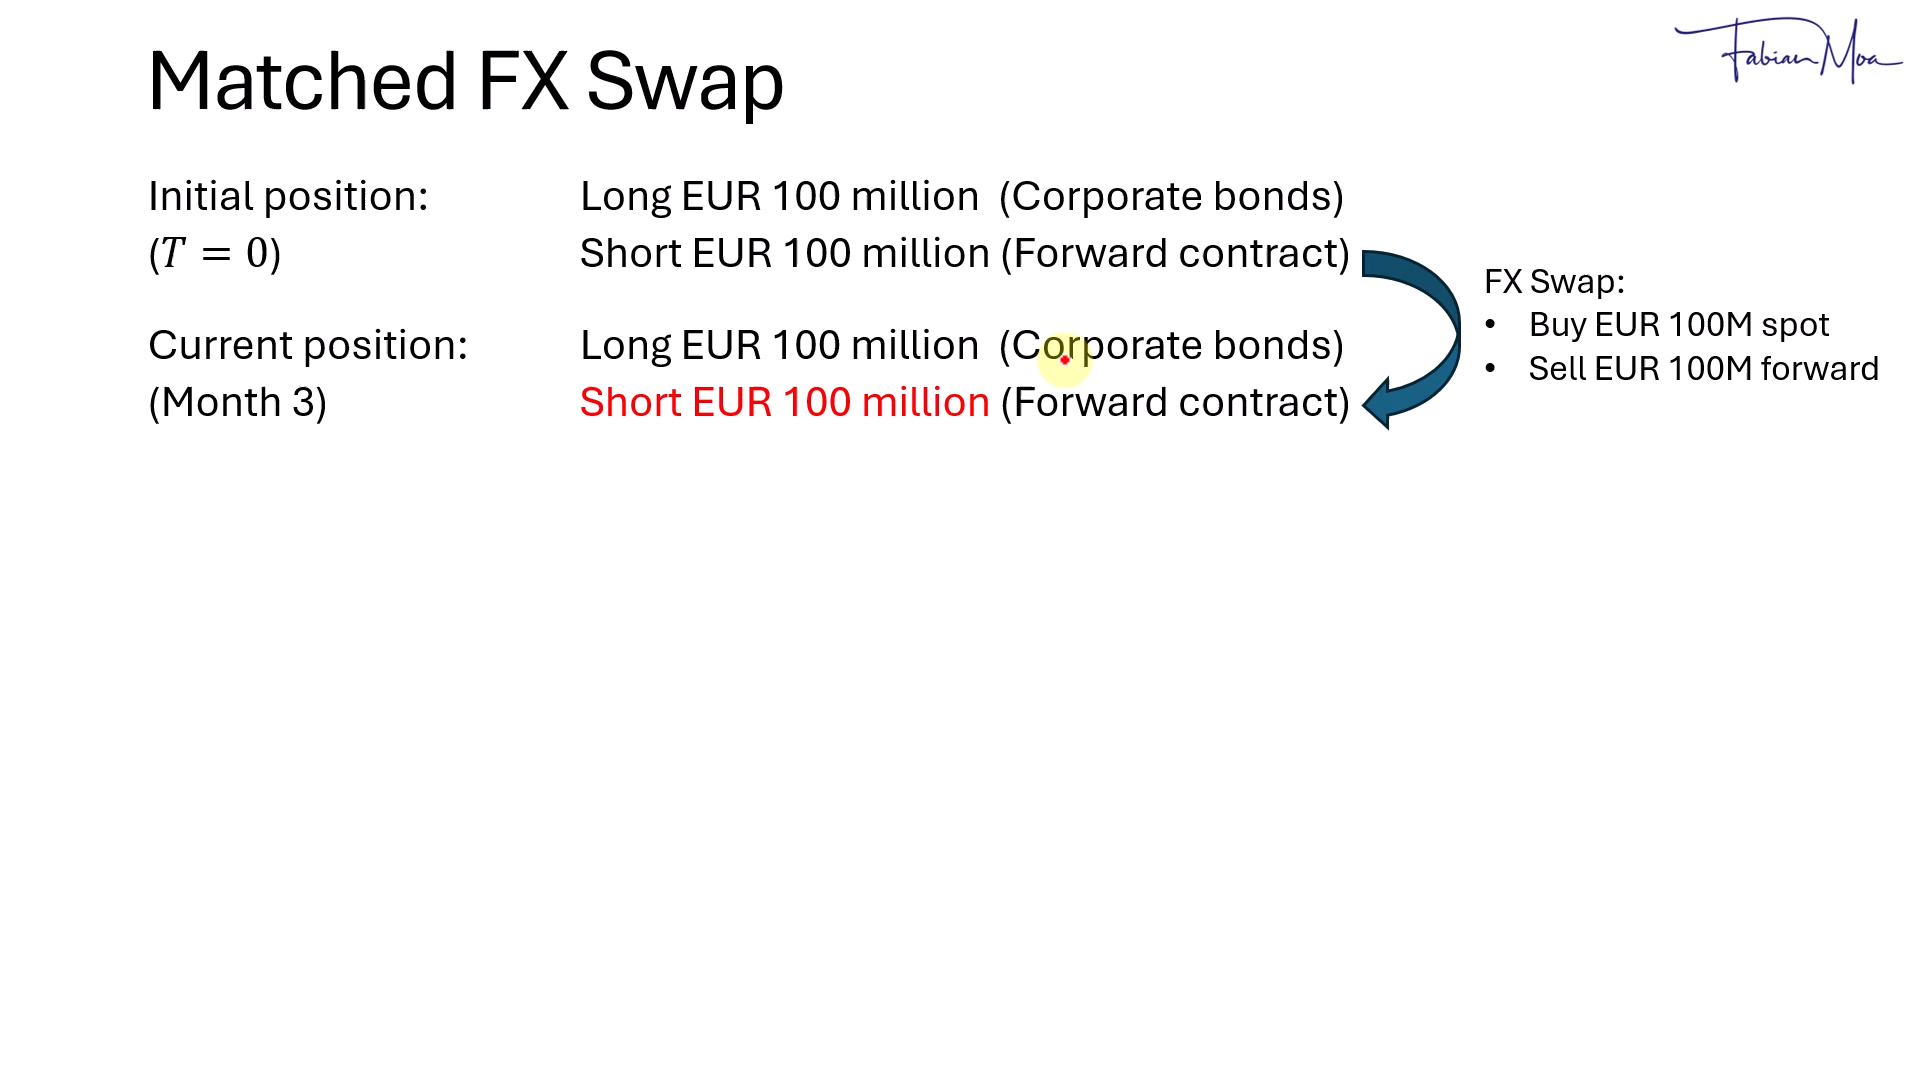 Fabian Moa
Matched FX Swap
Initial position: Long EUR 100 million (Corporate bonds)
(T = 0) Short EUR 100 million (Forward contract)
Current position: Long EUR 100 million (Corporate bonds)
(Month 3) Short EUR 100 million (Forward contract)
FX Swap:
• Buy EUR 100M spot
• Sell EUR 100M forward